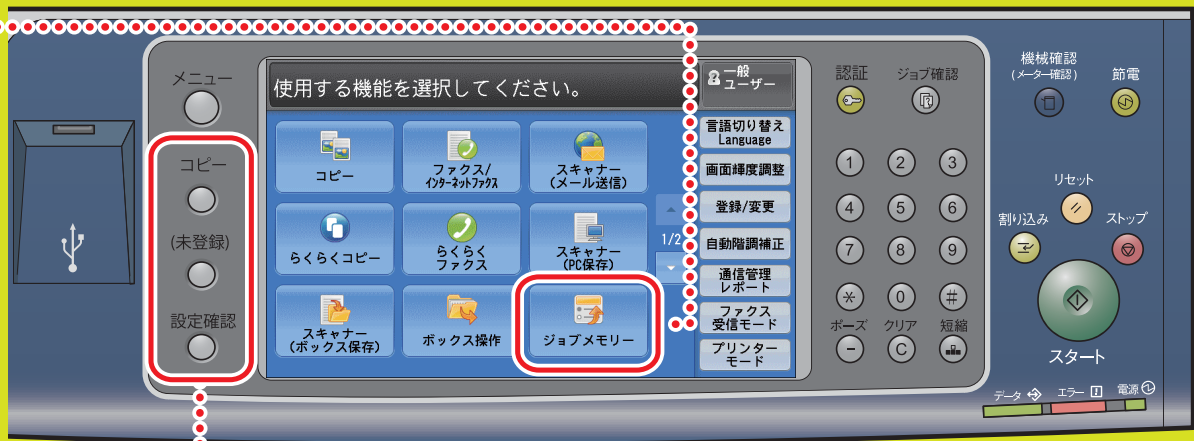 メニュー
コピー
(未登録)
設定確認
使用する機能を選択してください。
一般
ユーザー
コピー
ファクス/
インターネットファクス
スキャナー
(メール送信)
らくらくコピー
らくらく
ファクス
スキャナー
(PC保存)
スキャナー
(ボックス保存)
ボックス操作
ジョブメモリー
1/2
言語切り替え
Language
画面輝度調整
登録/変更
自動階調補正
通信管理
レポート
ファクス
受信モード
プリンター
モード
認証
ジョブ確認
1
2
3
4
5
6
7
8
9
*
0
#
ポーズ
クリア
短縮
-
C
機械確認
(メーター確認)
節電
リセット
割り込み
ストップ
スタート
データ
エラー
電源